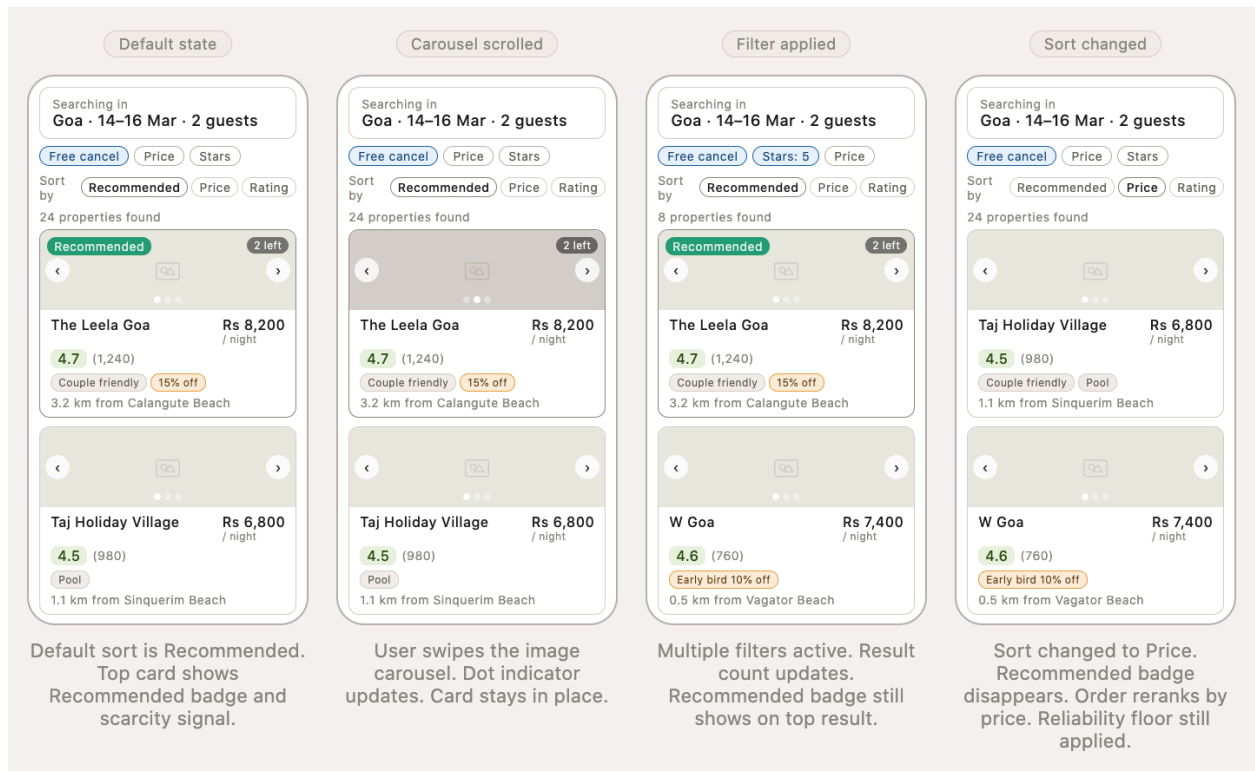 Default state
Searching in
Goa · 14–16 Mar · 2 guests
Free cancel Price Stars
Sort by Recommended Price Rating
24 properties found
Recommended 2 left
‹ ›
The Leela Goa Rs 8,200
/ night
4.7 (1,240)
Couple friendly 15% off
3.2 km from Calangute Beach
‹ ›
Taj Holiday Village Rs 6,800
/ night
4.5 (980)
Pool
1.1 km from Sinquerim Beach
Default sort is Recommended.
Top card shows
Recommended badge and
scarcity signal.
Carousel scrolled
Searching in
Goa · 14–16 Mar · 2 guests
Free cancel Price Stars
Sort by Recommended Price Rating
24 properties found
2 left
‹ ›
The Leela Goa Rs 8,200
/ night
4.7 (1,240)
Couple friendly 15% off
3.2 km from Calangute Beach
‹ ›
Taj Holiday Village Rs 6,800
/ night
4.5 (980)
Pool
1.1 km from Sinquerim Beach
User swipes the image
carousel. Dot indicator
updates. Card stays in place.
Filter applied
Searching in
Goa · 14–16 Mar · 2 guests
Free cancel Stars: 5 Price
Sort by Recommended Price Rating
8 properties found
Recommended 2 left
‹ ›
The Leela Goa Rs 8,200
/ night
4.7 (1,240)
Couple friendly 15% off
3.2 km from Calangute Beach
‹ ›
W Goa Rs 7,400
/ night
4.6 (760)
Early bird 10% off
0.5 km from Vagator Beach
Multiple filters active. Result
count updates.
Recommended badge still
shows on top result.
Sort changed
Searching in
Goa · 14–16 Mar · 2 guests
Free cancel Price Stars
Sort by Recommended Price Rating
24 properties found
‹ ›
Taj Holiday Village Rs 6,800
/ night
4.5 (980)
Couple friendly Pool
1.1 km from Sinquerim Beach
‹ ›
W Goa Rs 7,400
/ night
4.6 (760)
Early bird 10% off
0.5 km from Vagator Beach
Sort changed to Price.
Recommended badge
disappears. Order reranks by
price. Reliability floor still
applied.